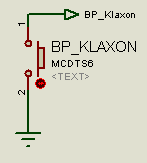 BP_Klaxon
1
BP_KLAXON
MCDTS6
<TEXT>
2